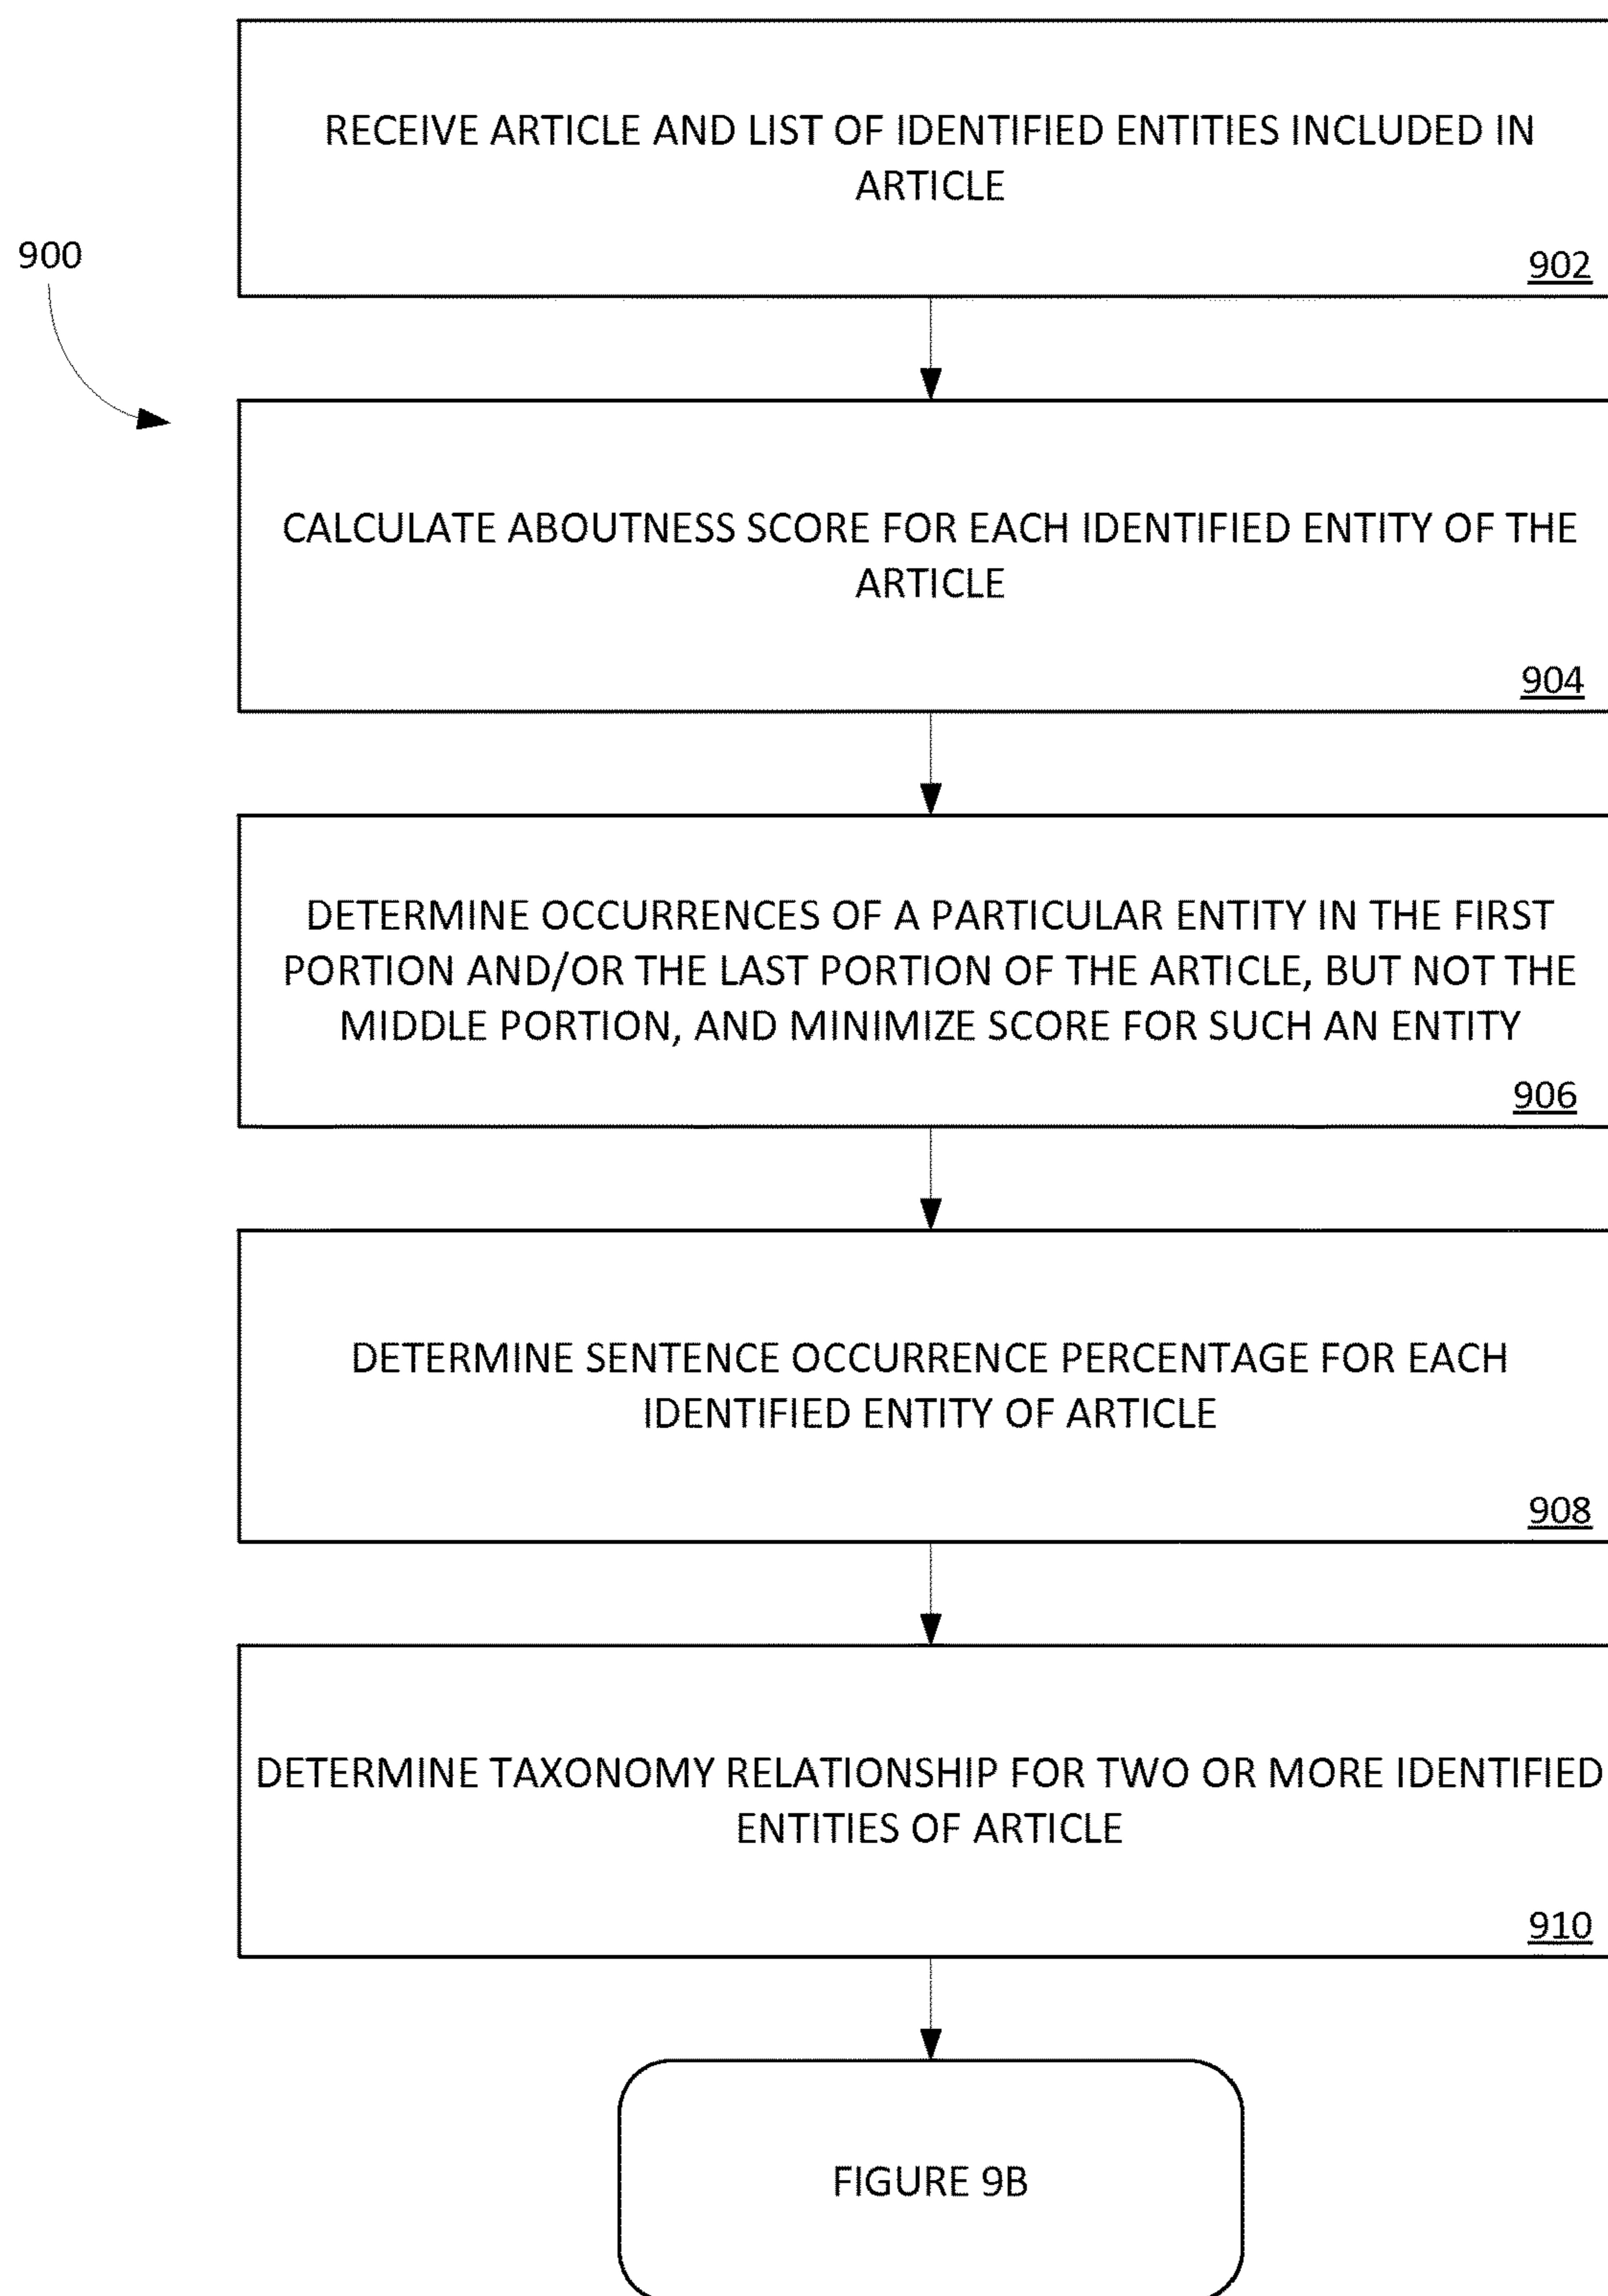 RECEIVE ARTICLE AND LIST OF IDENTIFIED ENTITIES INCLUDED IN
ARTICLE
902
900
CALCULATE ABOUTNESS SCORE FOR EACH IDENTIFIED ENTITY OF THE
ARTICLE
904
DETERMINE OCCURRENCES OF A PARTICULAR ENTITY IN THE FIRST
PORTION AND/OR THE LAST PORTION OF THE ARTICLE, BUT NOT THE
MIDDLE PORTION, AND MINIMIZE SCORE FOR SUCH AN ENTITY
906
DETERMINE SENTENCE OCCURRENCE PERCENTAGE FOR EACH
IDENTIFIED ENTITY OF ARTICLE
908
DETERMINE TAXONOMY RELATIONSHIP FOR TWO OR MORE IDENTIFIED
ENTITIES OF ARTICLE
910
FIGURE 9B